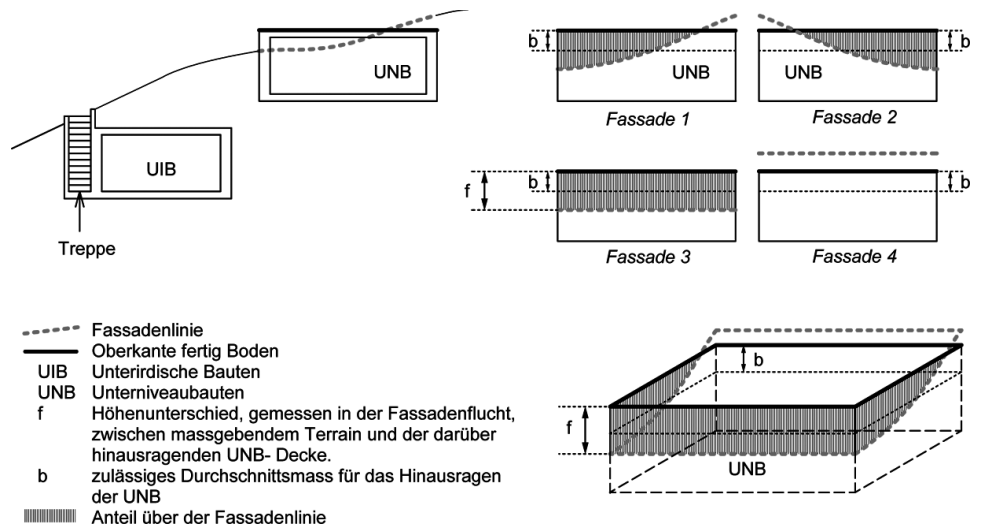 UNB
UIB
Treppe
b
UNB
Fassade 1
UNB
b
Fassade 2
f
b
Fassade 3
b
Fassade 4
Fassadenlinie
Oberkante fertig Boden
UIB Unterirdische Bauten
UNB Unterniveaubauten
f Höhenunterschied, gemessen in der Fassadenflucht,
zwischen massgebendem Terrain und der darüber
hinausragenden UNB- Decke.
b zulässiges Durchschnittsmass für das Hinausragen
der UNB
Anteil über der Fassadenlinie
b
f
UNB